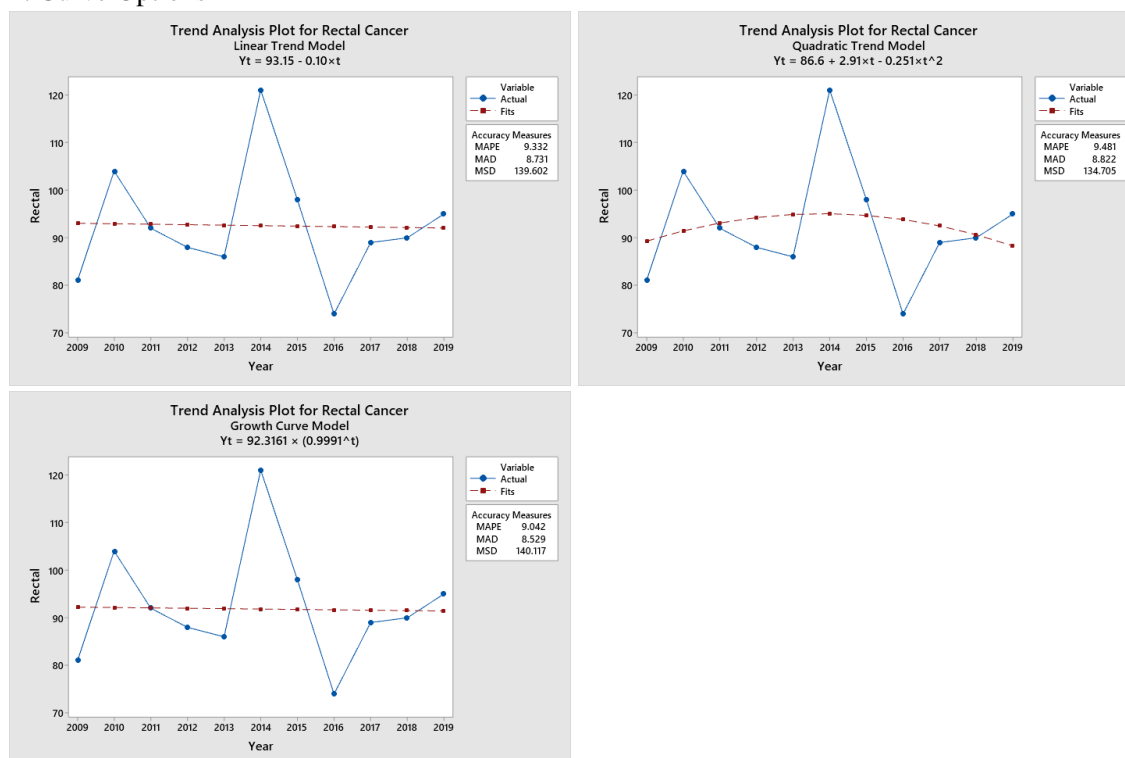 Trend Analysis Plot for Rectal Cancer
Linear Trend Model
Yt = 93.15 - 0.10×t
Variable
Actual
Fits
Accuracy Measures
MAPE 9.332
MAD 8.731
MSD 139.602
Rectal
120
110
100
90
80
70
2009 2010 2011 2012 2013 2014 2015 2016 2017 2018 2019
Year
Trend Analysis Plot for Rectal Cancer
Quadratic Trend Model
Yt = 86.6 + 2.91×t - 0.251×t^2
Variable
Actual
Fits
Accuracy Measures
MAPE 9.481
MAD 8.822
MSD 134.705
Rectal
120
110
100
90
80
70
2009 2010 2011 2012 2013 2014 2015 2016 2017 2018 2019
Year
Trend Analysis Plot for Rectal Cancer
Growth Curve Model
Yt = 92.3161 × (0.9991^t)
Variable
Actual
Fits
Accuracy Measures
MAPE 9.042
MAD 8.529
MSD 140.117
Rectal
120
110
100
90
80
70
2009 2010 2011 2012 2013 2014 2015 2016 2017 2018 2019
Year